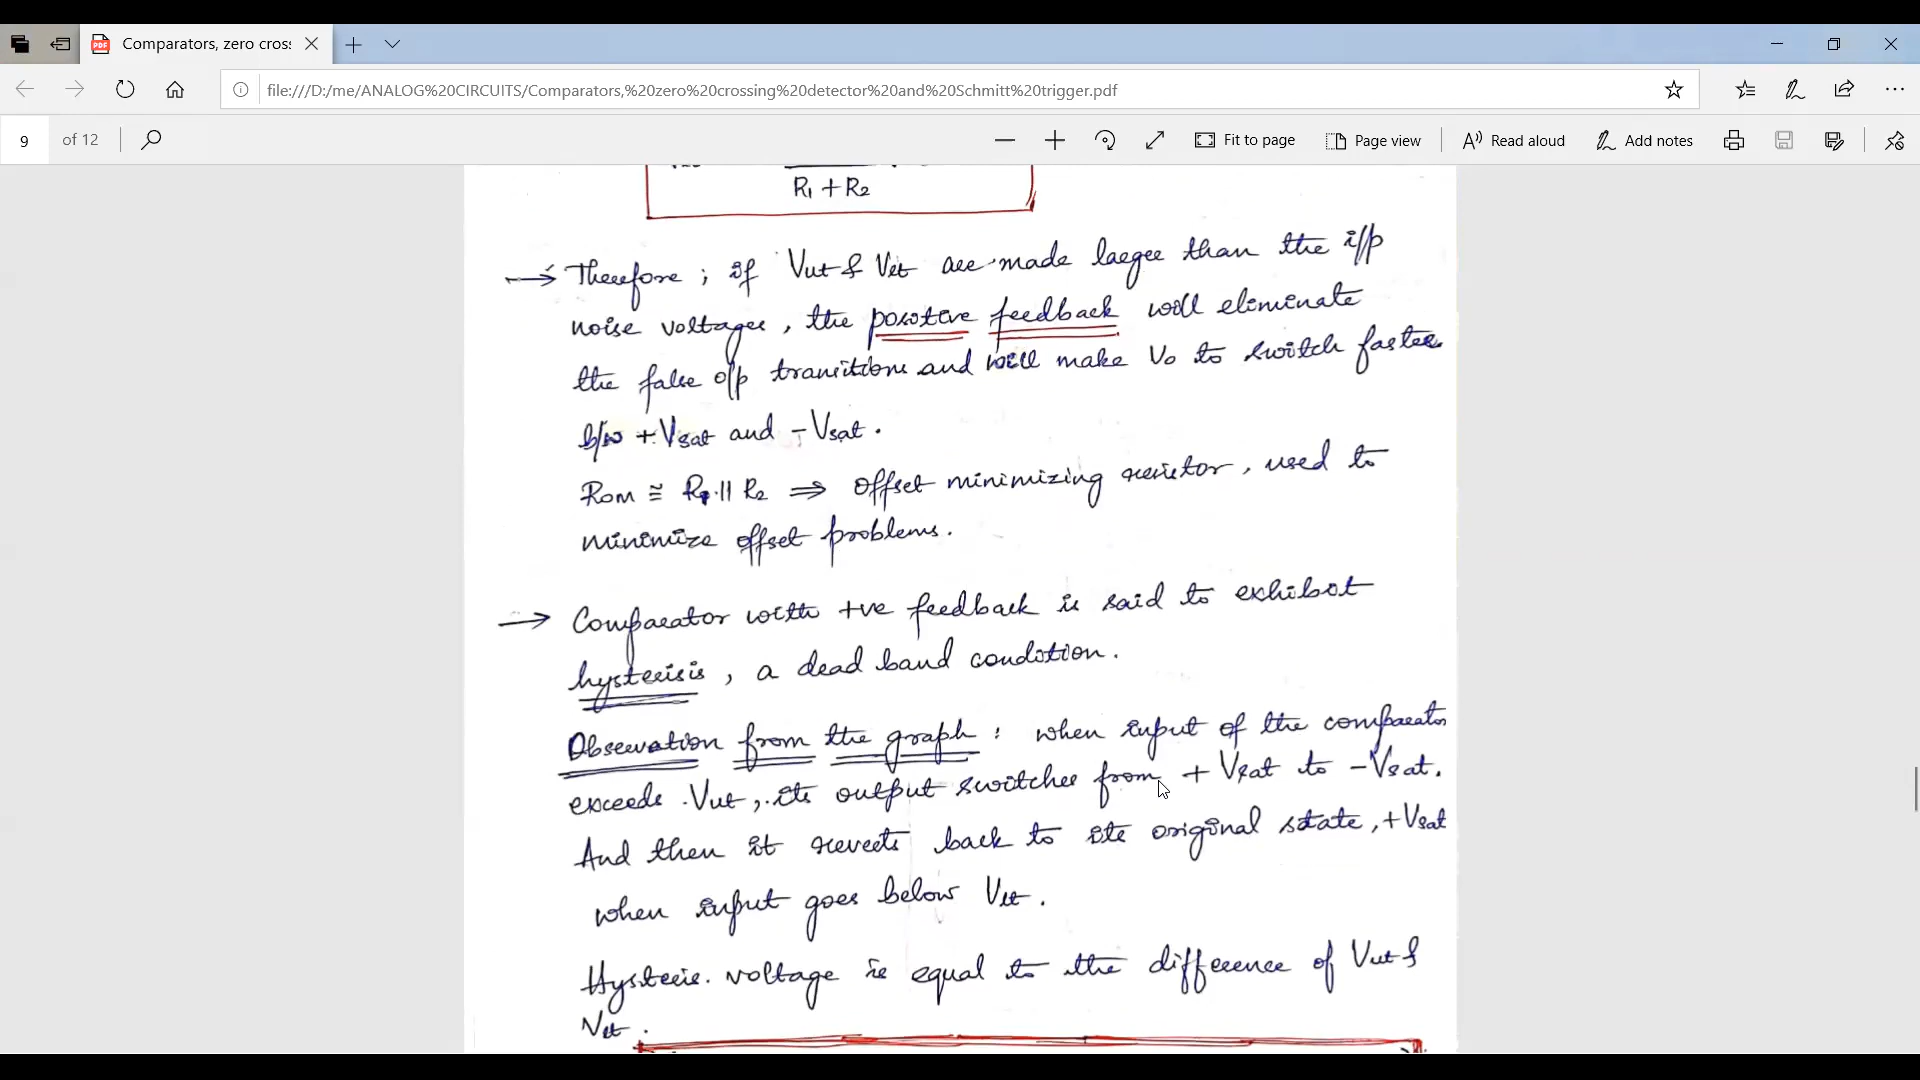 Comparators, zero cross
file:///D:/me/ANALOG%20CIRCUITS/Comparators,%20zero%20crossing%20detector%20and%20Schmitt%20trigger.pdf
9 of 12 Fit to page Page view Read aloud Add notes
R1 + R2
→ Therefore ; if Vut & Vlt are made larger than the i/p
noise voltages, the positive feedback will eliminate
the false o/p transitions and will make Vo to switch faster
b/w +Vsat and -Vsat.
ROM ≅ R1 || R2 ⇒ offset minimizing resistor, used to
minimize offset problems.
→ Comparator with +ve feedback is said to exhibit
hysterisis, a dead band condition.
Observation from the graph : when input of the comparator
exceeds Vut, its output switches from +Vsat to -Vsat.
And then it reverts back to its original state, +Vsat
when input goes below Vlt.
Hysteris. voltage is equal to the difference of Vut &
Vlt.